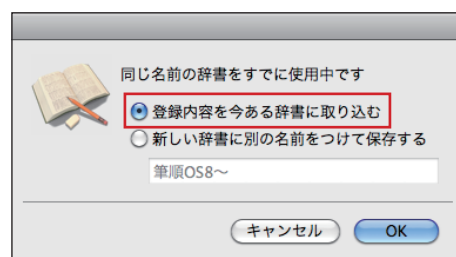 同じ名前の辞書をすでに使用中です
登録内容を今ある辞書に取り込む
新しい辞書に別の名前をつけて保存する
筆順OS8〜
キャンセル
OK